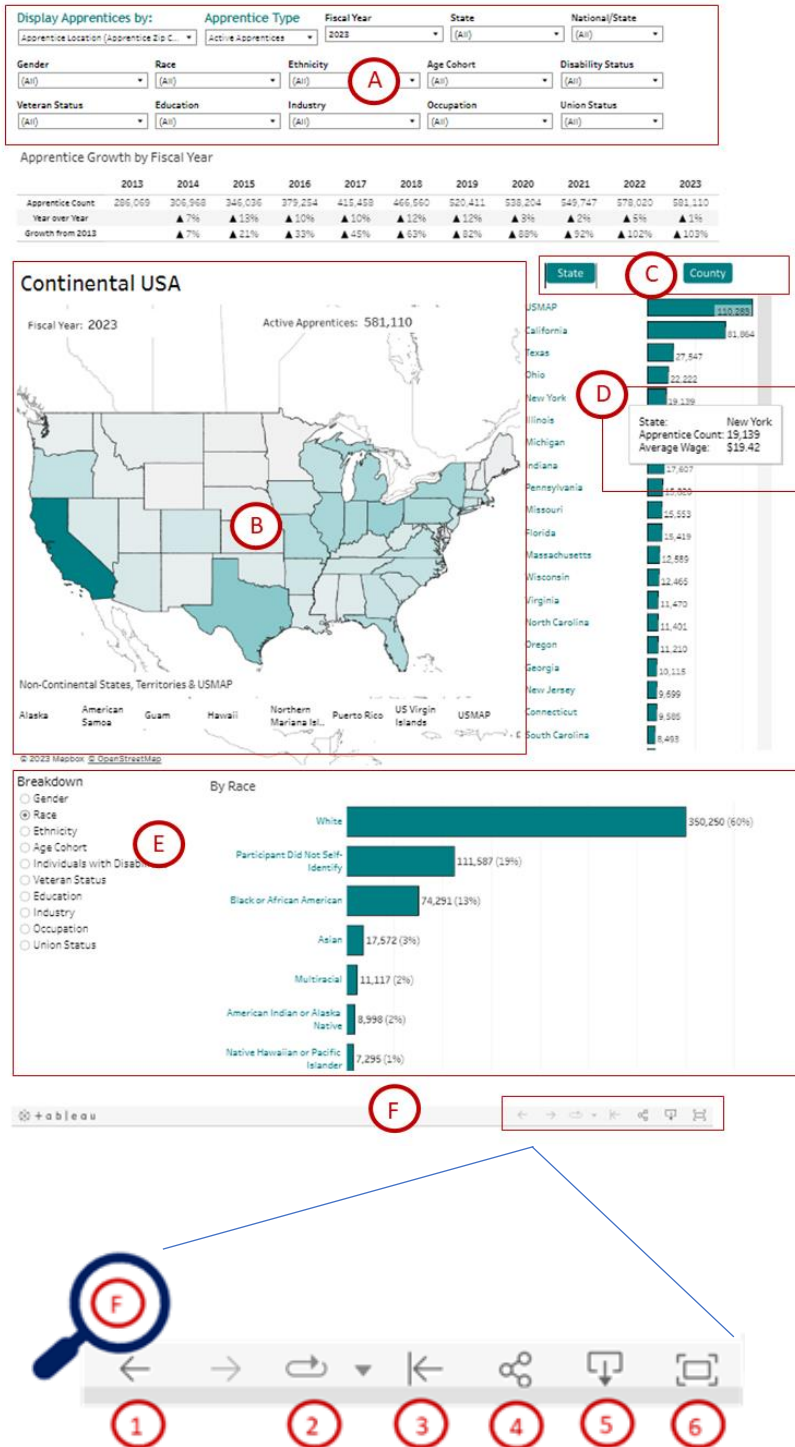 Display Apprentices by:
Apprentice Type
Fiscal Year
State
National/State
Apprentice Location (Apprentice Zip C...
Active Apprentices
2023
(All)
(All)
Gender
Race
Ethnicity
Age Cohort
Disability Status
(All)
(All)
(All)
A
(All)
(All)
Veteran Status
Education
Industry
Occupation
Union Status
(All)
(All)
(All)
(All)
(All)
Apprentice Growth by Fiscal Year
2013 2014 2015 2016 2017 2018 2019 2020 2021 2022 2023
Apprentice Count 286,069 306,968 346,036 379,254 415,458 466,560 520,411 538,204 549,747 578,020 581,110
Year over Year ▲ 7% ▲ 13% ▲ 10% ▲ 10% ▲ 12% ▲ 12% ▲ 3% ▲ 2% ▲ 5% ▲ 1%
Growth from 2013 ▲ 7% ▲ 21% ▲ 33% ▲ 45% ▲ 63% ▲ 82% ▲ 88% ▲ 92% ▲ 102% ▲ 103%
Continental USA
Fiscal Year: 2023
Active Apprentices: 581,110
B
Non-Continental States, Territories & USMAP
Alaska
American Samoa
Guam
Hawaii
Northern Mariana Isl..
Puerto Rico
US Virgin Islands
USMAP
© 2023 Mapbox © OpenStreetMap
State
C
County
USMAP
California 81,864
Texas 27,547
Ohio 22,222
D
New York 19,139
Illinois
Michigan
State: New York
Apprentice Count: 19,139
Average Wage: $19.42
Indiana 17,607
Pennsylvania
Missouri 15,553
Florida 15,419
Massachusetts 12,589
Wisconsin 12,465
Virginia 11,470
North Carolina 11,401
Oregon 11,210
Georgia 10,115
New Jersey 9,699
Connecticut 9,585
South Carolina 8,463
Breakdown
Gender
Race
Ethnicity
Age Cohort
Individuals with
Veteran Status
Education
Industry
Occupation
Union Status
E
By Race
White 350,250 (60%)
Participant Did Not Self-Identify 111,587 (19%)
Black or African American 74,291 (13%)
Asian 17,572 (3%)
Multiracial 11,117 (2%)
American Indian or Alaska Native 8,998 (2%)
Native Hawaiian or Pacific Islander 7,295 (1%)
+ableau
F
F
1
2
3
4
5
6